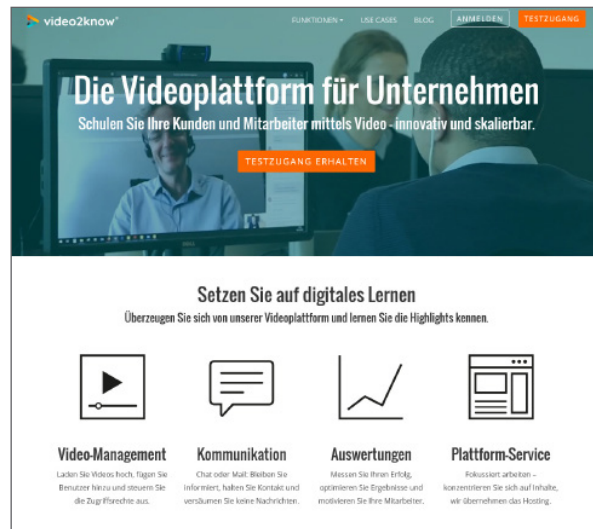 video2know®
FUNKTIONEN USE CASES BLOG ANMELDEN TESTZUGANG
Die Videoplattform für Unternehmen
Schulen Sie Ihre Kunden und Mitarbeiter mittels Video - innovativ und skalierbar.
TESTZUGANG ERHALTEN
Setzen Sie auf digitales Lernen
Überzeugen Sie sich von unserer Videoplattform und lernen Sie die Highlights kennen.
Video-Management
Laden Sie Videos hoch, fügen Sie
Benutzer hinzu und steuern Sie
die Zugriffsrechte aus.
Kommunikation
Chat oder Mail: Bleiben Sie
informiert, halten Sie Kontakt und
versäumen Sie keine Nachrichten.
Auswertungen
Messen Sie Ihren Erfolg,
optimieren Sie Ergebnisse und
motivieren Sie Ihre Mitarbeiter.
Plattform-Service
Fokussiert arbeiten –
konzentrieren Sie sich auf Inhalte,
wir übernehmen das Hosting.